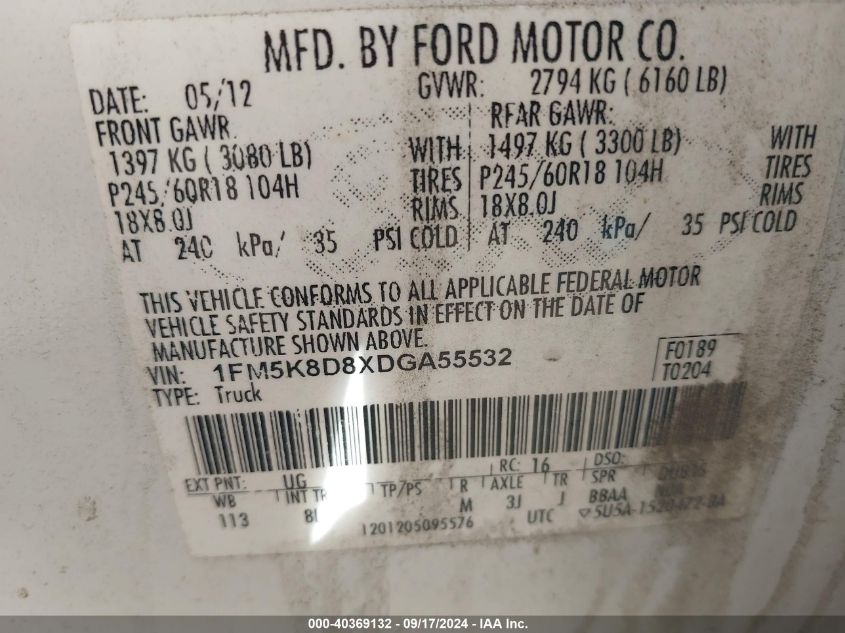 MFD. BY FORD MOTOR CO.
DATE: 05/12 GVWR: 2794 KG ( 6160 LB)
FRONT GAWR: REAR GAWR:
1397 KG ( 3080 LB) WITH 1497 KG ( 3300 LB) WITH
P245/60R18 104H TIRES P245/60R18 104H TIRES
18X8.0J RIMS 18X8.0J RIMS
AT 240 kPa/ 35 PSI COLD AT 240 kPa/ 35 PSI COLD
THIS VEHICLE CONFORMS TO ALL APPLICABLE FEDERAL MOTOR
VEHICLE SAFETY STANDARDS IN EFFECT ON THE DATE OF
MANUFACTURE SHOWN ABOVE.
VIN: 1FM5K8D8XDGA55532 F0189
TYPE: Truck T0204
EXT PNT: UG RC: 16 DSO:
WB INT TR TP/PS R AXLE TR SPR
113 M 3J J BBAA
1201205095576 UTC
000-40369132 - 09/17/2024 - IAA Inc.